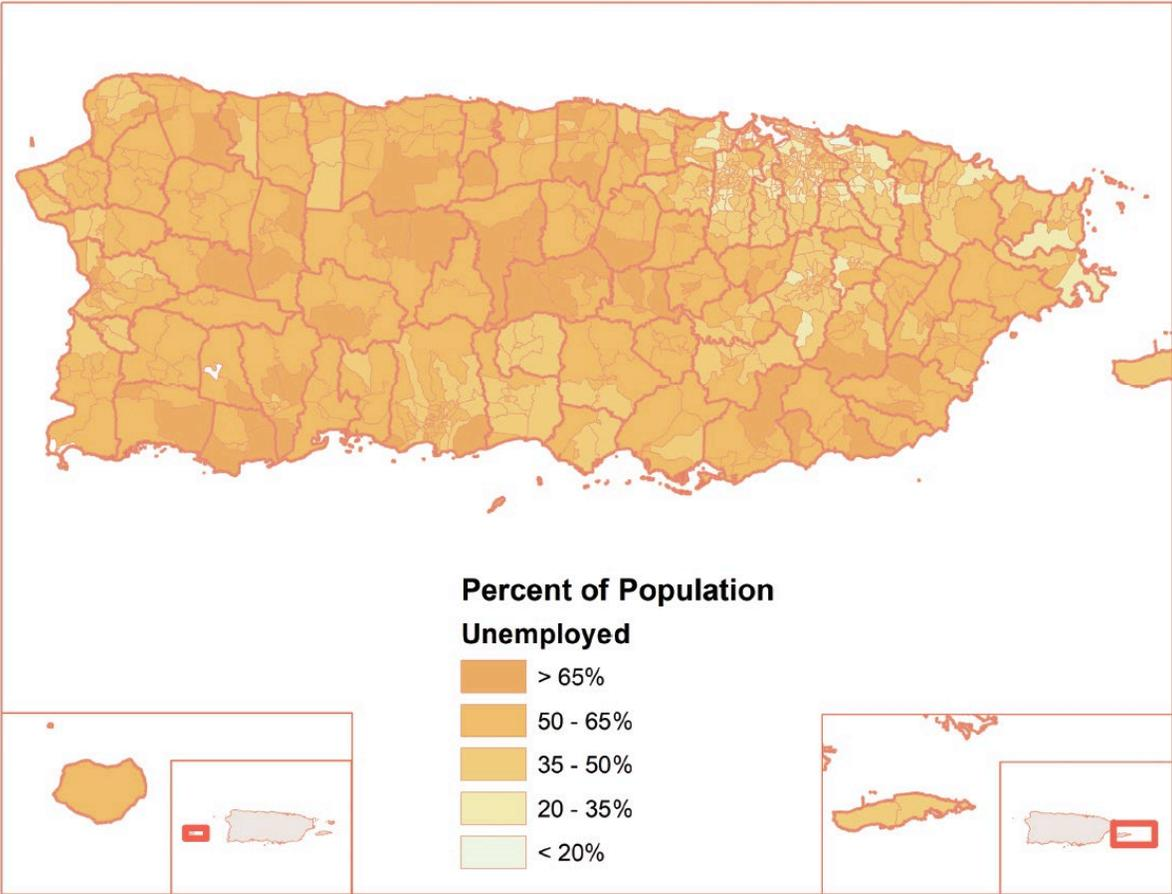 Percent of Population
Unemployed
> 65%
50 - 65%
35 - 50%
20 - 35%
< 20%